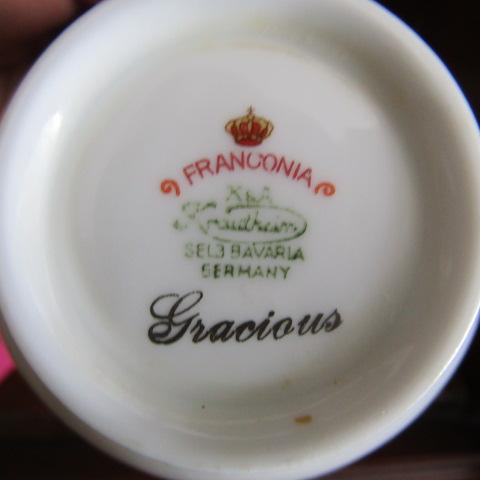 FRANCONIA
K&A
Krautheim
SELB BAVARIA
GERMANY
Gracious